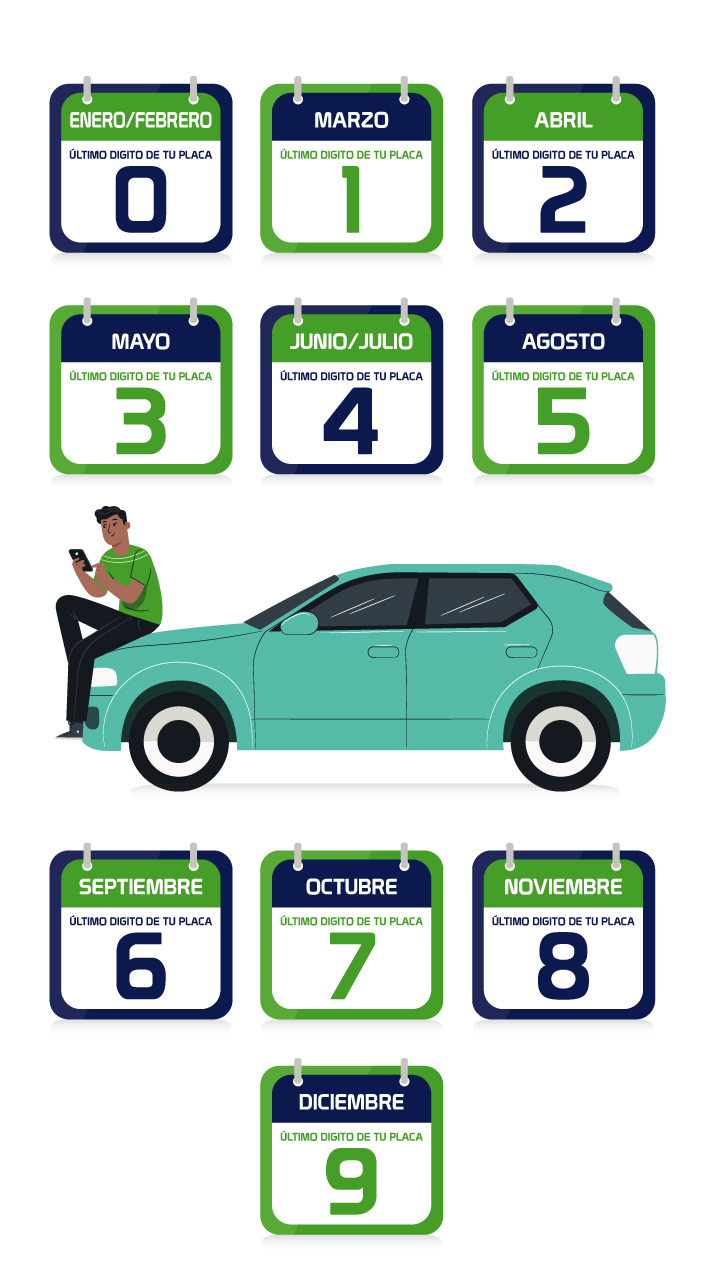 ENERO/FEBRERO
ÚLTIMO DIGITO DE TU PLACA
0
MARZO
ÚLTIMO DIGITO DE TU PLACA
1
ABRIL
ÚLTIMO DIGITO DE TU PLACA
2
MAYO
ÚLTIMO DIGITO DE TU PLACA
3
JUNIO/JULIO
ÚLTIMO DIGITO DE TU PLACA
4
AGOSTO
ÚLTIMO DIGITO DE TU PLACA
5
SEPTIEMBRE
ÚLTIMO DIGITO DE TU PLACA
6
OCTUBRE
ÚLTIMO DIGITO DE TU PLACA
7
NOVIEMBRE
ÚLTIMO DIGITO DE TU PLACA
8
DICIEMBRE
ÚLTIMO DIGITO DE TU PLACA
9